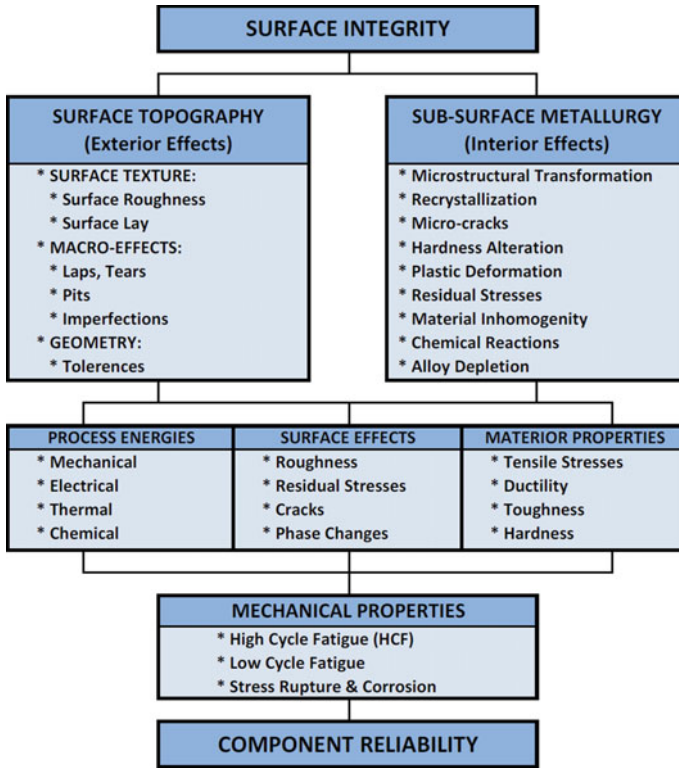 SURFACE INTEGRITY
SURFACE TOPOGRAPHY
(Exterior Effects)
* SURFACE TEXTURE:
* Surface Roughness
* Surface Lay
* MACRO-EFFECTS:
* Laps, Tears
* Pits
* Imperfections
* GEOMETRY:
* Tolerences
SUB-SURFACE METALLURGY
(Interior Effects)
* Microstructural Transformation
* Recrystallization
* Micro-cracks
* Hardness Alteration
* Plastic Deformation
* Residual Stresses
* Material Inhomogenity
* Chemical Reactions
* Alloy Depletion
PROCESS ENERGIES
* Mechanical
* Electrical
* Thermal
* Chemical
SURFACE EFFECTS
* Roughness
* Residual Stresses
* Cracks
* Phase Changes
MATERIOR PROPERTIES
* Tensile Stresses
* Ductility
* Toughness
* Hardness
MECHANICAL PROPERTIES
* High Cycle Fatigue (HCF)
* Low Cycle Fatigue
* Stress Rupture & Corrosion
COMPONENT RELIABILITY